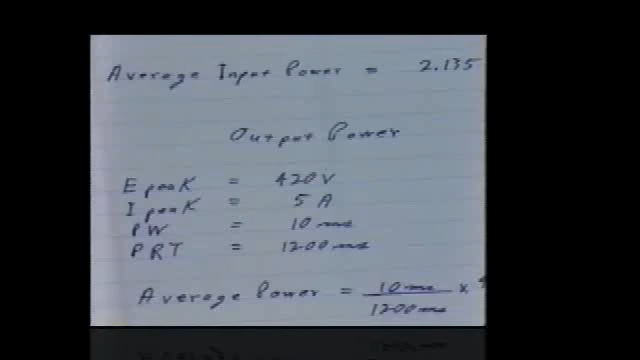 Average Input Power = 2.135
Output Power
E peak = 420V
I peak = 5 A
PW = 10 ms
PRT = 1200 ms
Average Power = 10 ms x
1200 ms